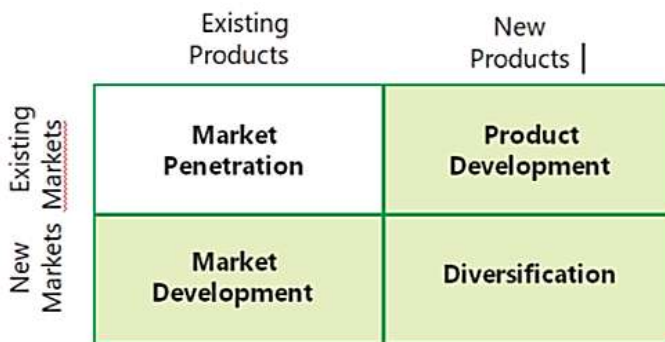 Existing
Products
New
Products
Existing
Markets
Market
Penetration
Product
Development
New
Markets
Market
Development
Diversification